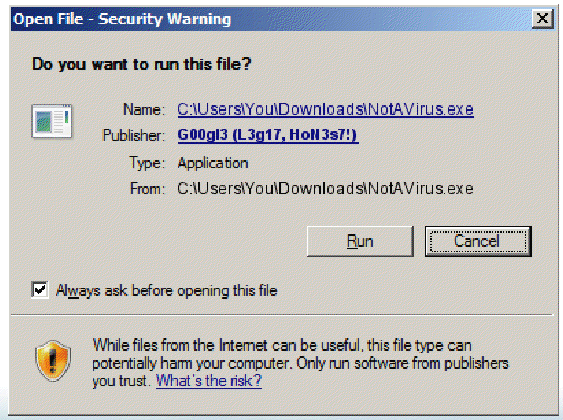 Open File - Security Warning
Do you want to run this file?
Name: C:\Users\You\Downloads\NotAVirus.exe
Publisher: G00gl3 (L3g17, HoN3s7!)
Type: Application
From: C:\Users\You\Downloads\NotAVirus.exe
Run Cancel
Always ask before opening this file
While files from the Internet can be useful, this file type can
potentially harm your computer. Only run software from publishers
you trust. What's the risk?